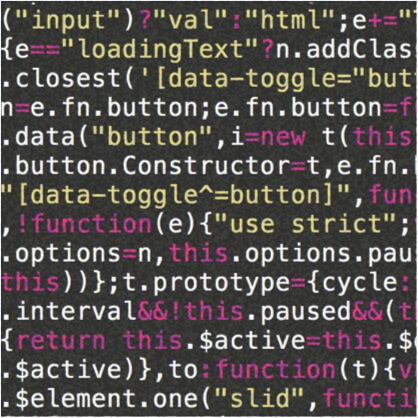 ("input")?"val":"html";e+="
{e=="loadingText"?n.addClas
.closest('[data-toggle="but
n=e.fn.button;e.fn.button=f
.data("button",i=new t(this
.button.Constructor=t,e.fn.
"[data-toggle^=button]",fun
,!function(e){"use strict";
.options=n,this.options.pau
this))};t.prototype={cycle:
.interval&&!this.paused&&(t
{return this.$active=this.$e
.$active)},to:function(t){v
.$element.one("slid",functi